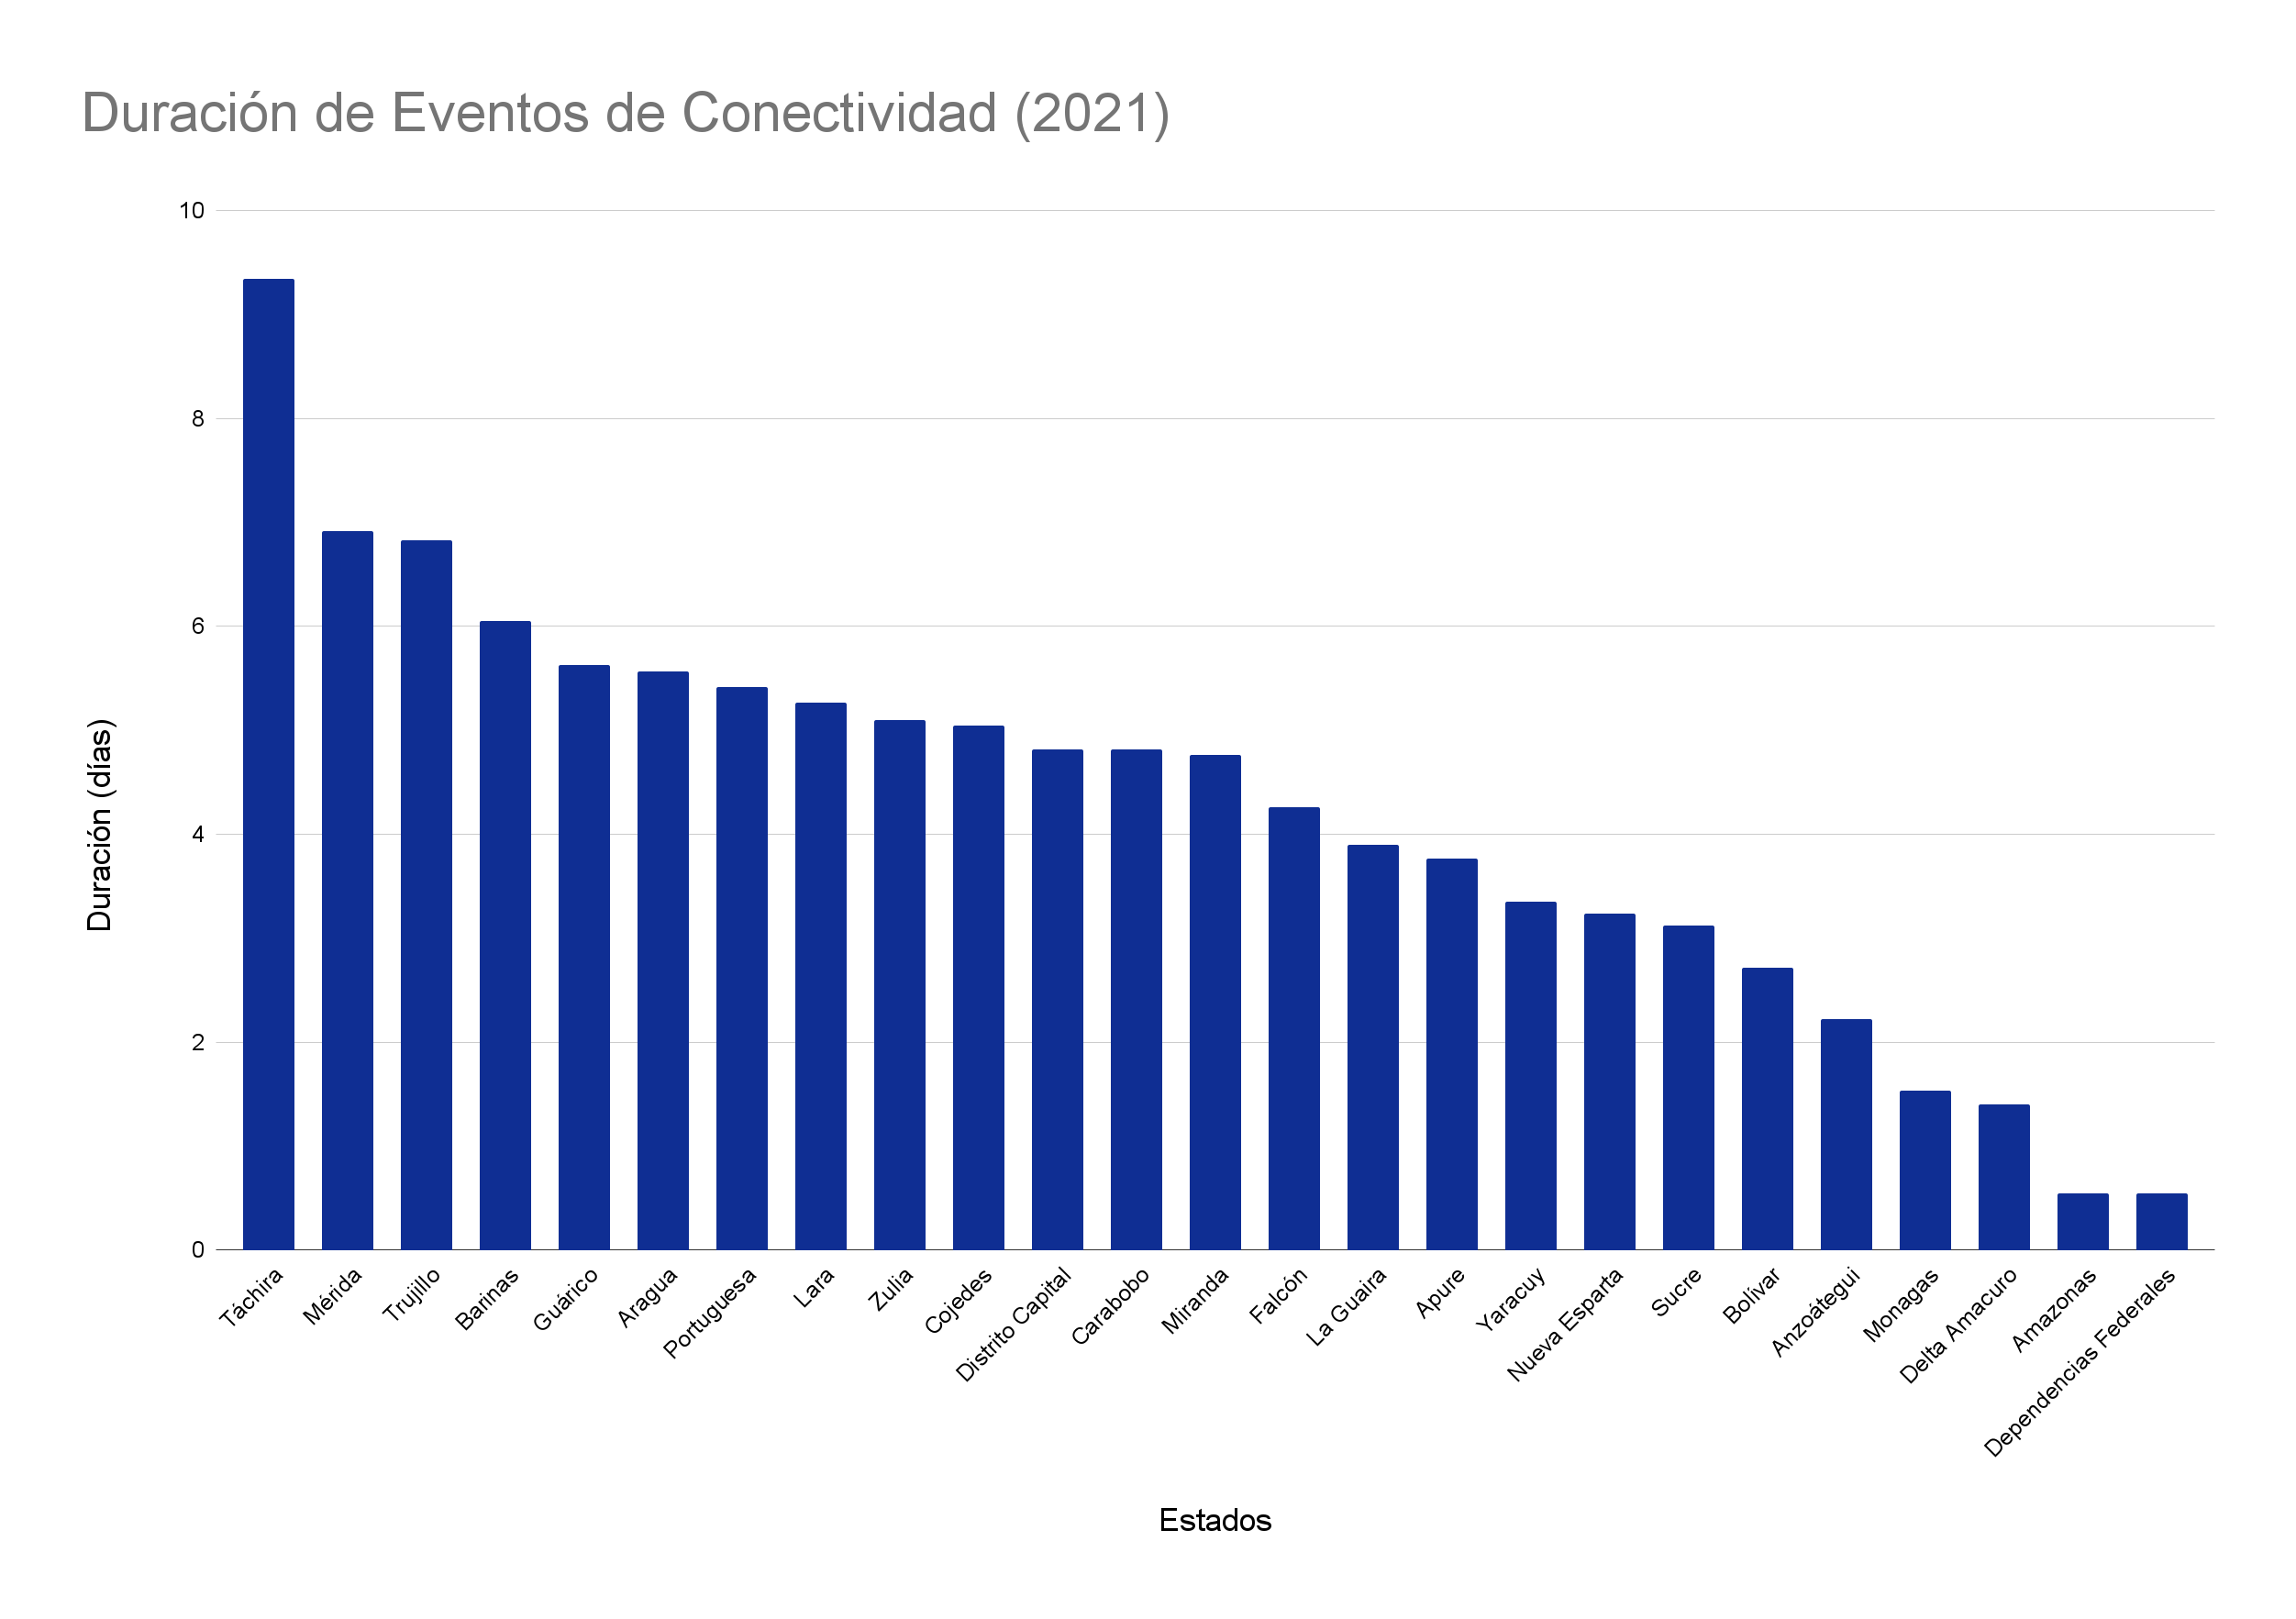 Duración de Eventos de Conectividad (2021)
10
8
6
4
2
0
Duración (días)
Táchira
Mérida
Trujillo
Barinas
Guárico
Aragua
Portuguesa
Lara
Zulia
Cojedes
Distrito Capital
Carabobo
Miranda
Falcón
La Guaira
Apure
Yaracuy
Nueva Esparta
Sucre
Bolívar
Anzoátegui
Monagas
Delta Amacuro
Amazonas
Dependencias Federales
Estados